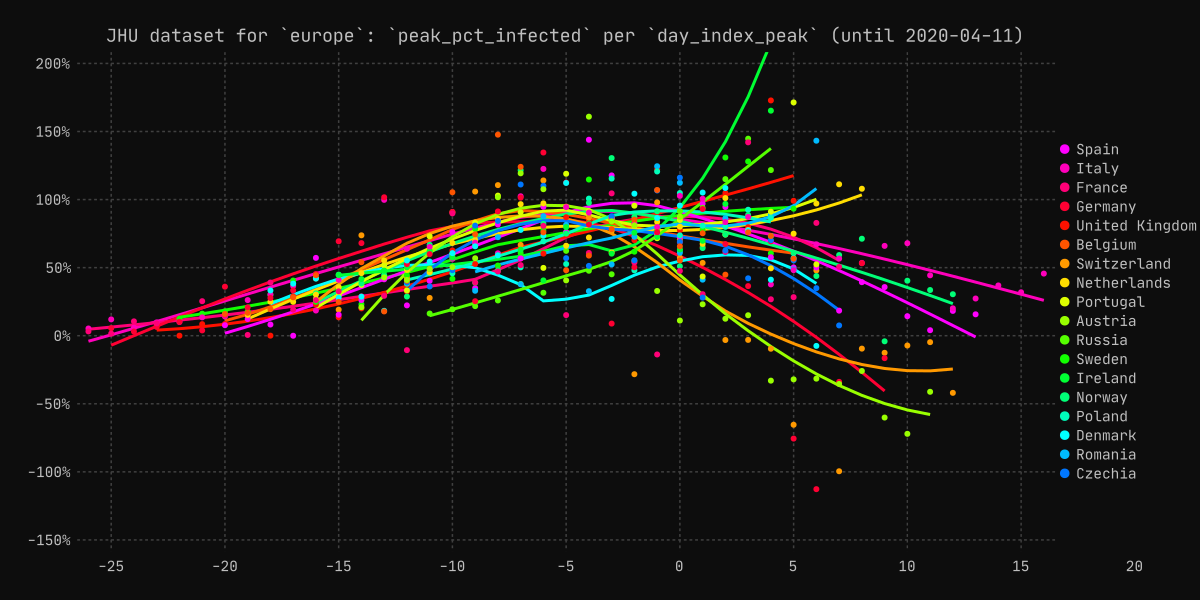 JHU dataset for `europe`: `peak_pct_infected` per `day_index_peak` (until 2020-04-11)
200%
150%
100%
50%
0%
-50%
-100%
-150%
-25
-20
-15
-10
-5
0
5
10
15
20
Spain
Italy
France
Germany
United Kingdom
Belgium
Switzerland
Netherlands
Portugal
Austria
Russia
Sweden
Ireland
Norway
Poland
Denmark
Romania
Czechia